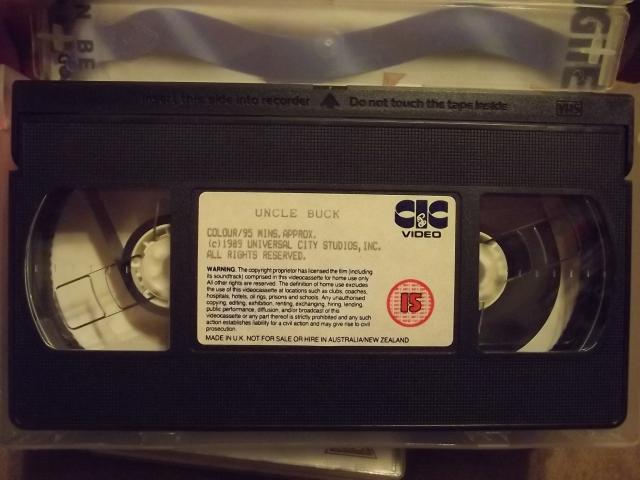 Insert this side into recorder Do not touch the tape inside VHS
UNCLE BUCK
CIC
VIDEO
COLOUR/95 MINS.APPROX.
(c)1989 UNIVERSAL CITY STUDIOS,INC.
ALL RIGHTS RESERVED.
WARNING. The copyright proprietor has licensed the film (including
its soundtrack) comprised in this videocassette for home use only.
All other rights are reserved. The definition of home use excludes
the use of this videocassette at locations such as clubs, coaches,
hospitals, hotels, oil rigs, prisons and schools. Any unauthorised
copying, editing, exhibition, renting, exchanging, hiring, lending,
public performance, diffusion, and/or broadcast of this
videocassette or any part thereof is strictly prohibited and any such
action establishes liability for a civil action and may give rise to civil
prosecution.
15
MADE IN U.K. NOT FOR SALE OR HIRE IN AUSTRALIA/NEW ZEALAND